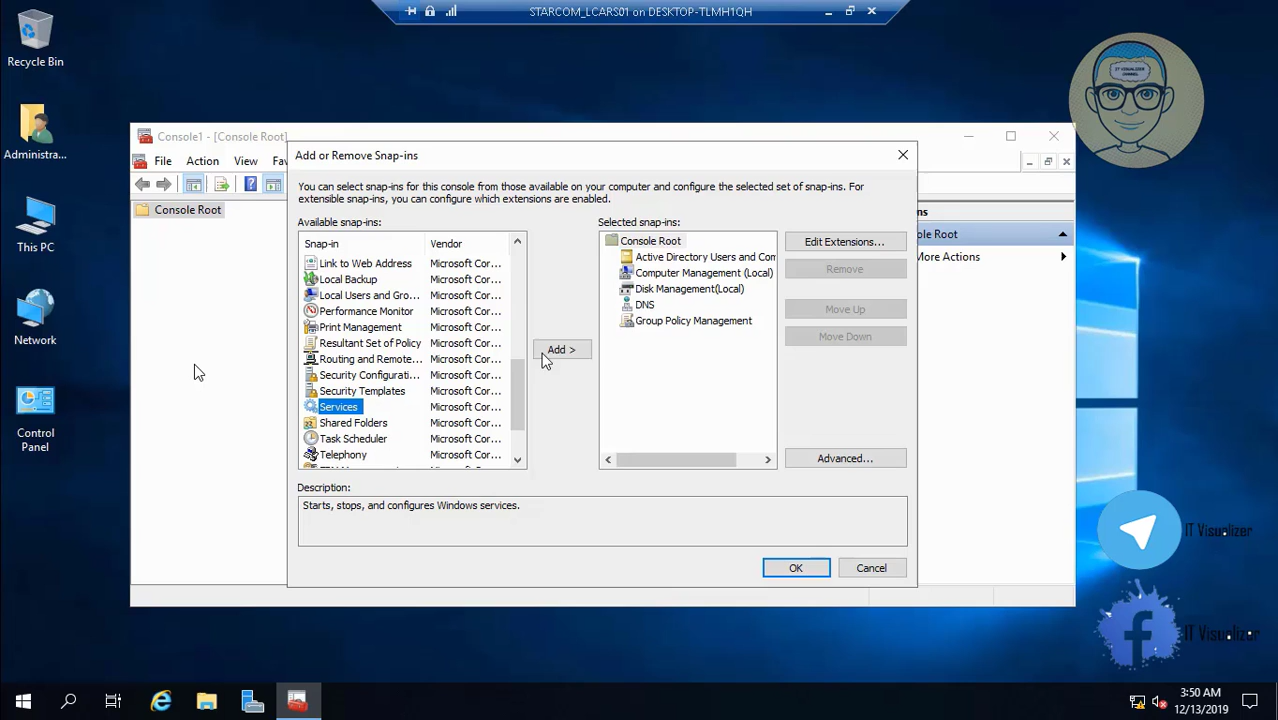 STARCOM_LCARS01 on DESKTOP-TLMH1QH
Recycle Bin
Administra...
This PC
Network
Control
Panel
IT VISUALIZER
CHANNEL
Console1 - [Console Root]
File Action View Fav
Console Root
Add or Remove Snap-ins
You can select snap-ins for this console from those available on your computer and configure the selected set of snap-ins. For
extensible snap-ins, you can configure which extensions are enabled.
Available snap-ins:
Snap-in Vendor
Link to Web Address Microsoft Cor...
Local Backup Microsoft Cor...
Local Users and Gro... Microsoft Cor...
Performance Monitor Microsoft Cor...
Print Management Microsoft Cor...
Resultant Set of Policy Microsoft Cor...
Routing and Remote... Microsoft Cor...
Security Configurati... Microsoft Cor...
Security Templates Microsoft Cor...
Services Microsoft Cor...
Shared Folders Microsoft Cor...
Task Scheduler Microsoft Cor...
Telephony Microsoft Cor...
Add >
Selected snap-ins:
Console Root
Active Directory Users and Com
Computer Management (Local)
Disk Management(Local)
DNS
Group Policy Management
Edit Extensions...
Remove
Move Up
Move Down
Advanced...
Description:
Starts, stops, and configures Windows services.
OK
Cancel
ns
ole Root
More Actions
IT Visualizer
IT Visualizer
3:50 AM
12/13/2019